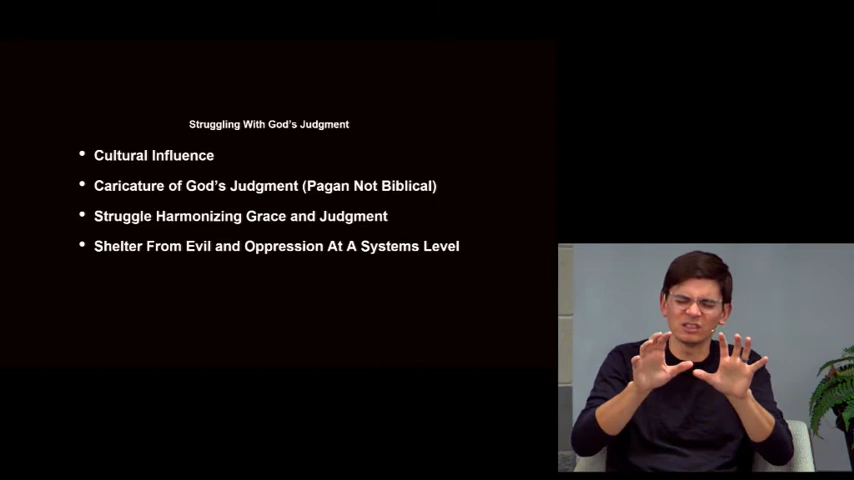 Struggling With God's Judgment
• Cultural Influence
• Caricature of God's Judgment (Pagan Not Biblical)
• Struggle Harmonizing Grace and Judgment
• Shelter From Evil and Oppression At A Systems Level